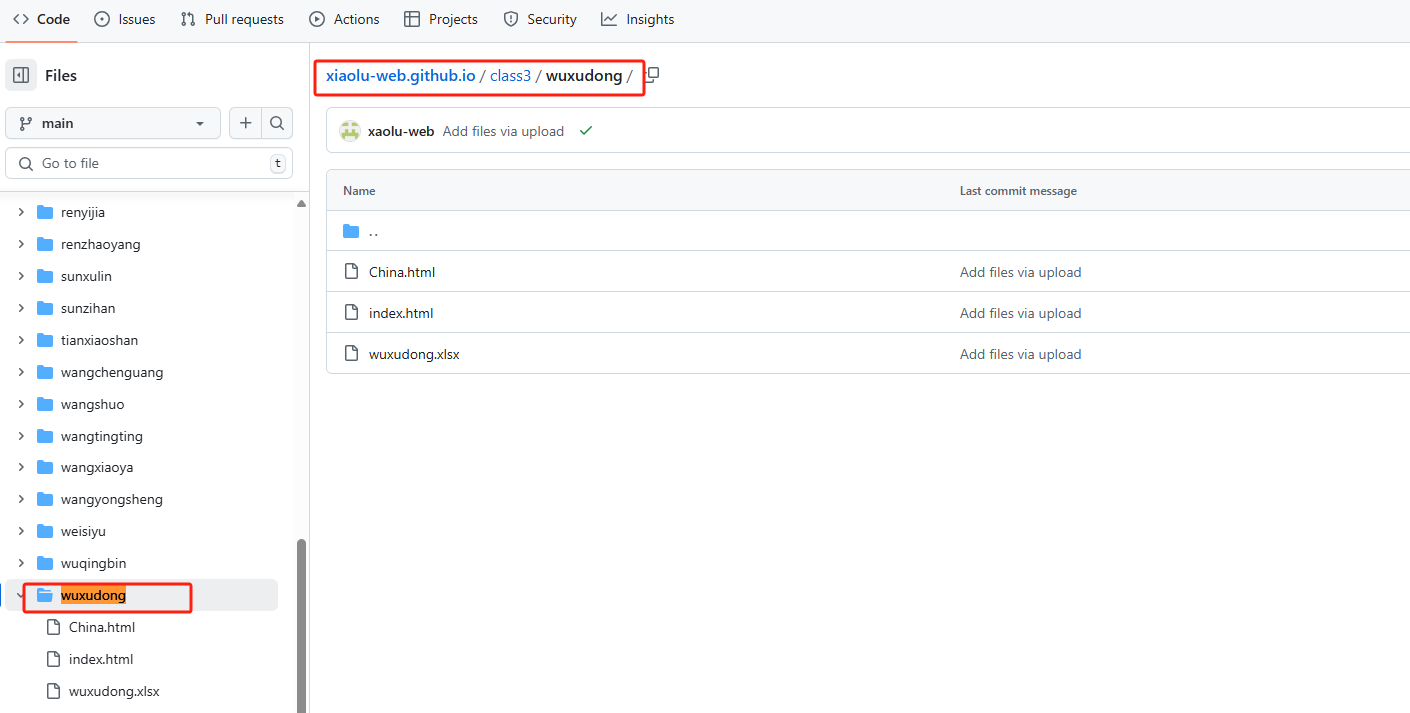 Code Issues Pull requests Actions Projects Security Insights
Files
main
Go to file t
renyijia
renzhaoyang
sunxulin
sunzihan
tianxiaoshan
wangchenguang
wangshuo
wangtingting
wangxiaoya
wangyongsheng
weisiyu
wuqingbin
wuxudong
China.html
index.html
wuxudong.xlsx
xiaolu-web.github.io / class3 / wuxudong /
xaolu-web Add files via upload
Name Last commit message
..
China.html Add files via upload
index.html Add files via upload
wuxudong.xlsx Add files via upload